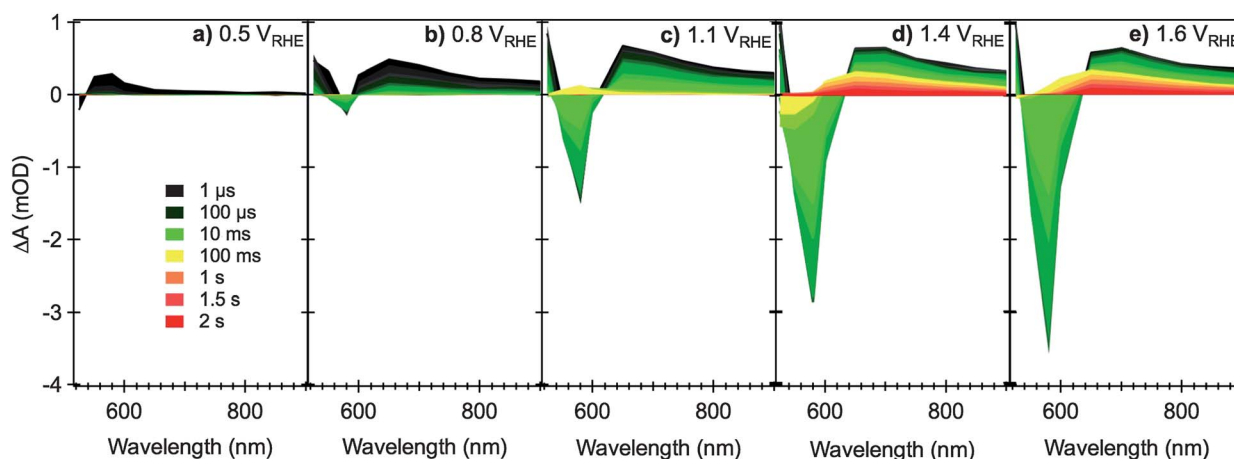 a) 0.5 VRHE
b) 0.8 VRHE
c) 1.1 VRHE
d) 1.4 VRHE
e) 1.6 VRHE
1
0
-1
-2
-3
-4
ΔA (mOD)
1 µs
100 µs
10 ms
100 ms
1 s
1.5 s
2 s
600 800
600 800
600 800
600 800
600 800
Wavelength (nm)
Wavelength (nm)
Wavelength (nm)
Wavelength (nm)
Wavelength (nm)